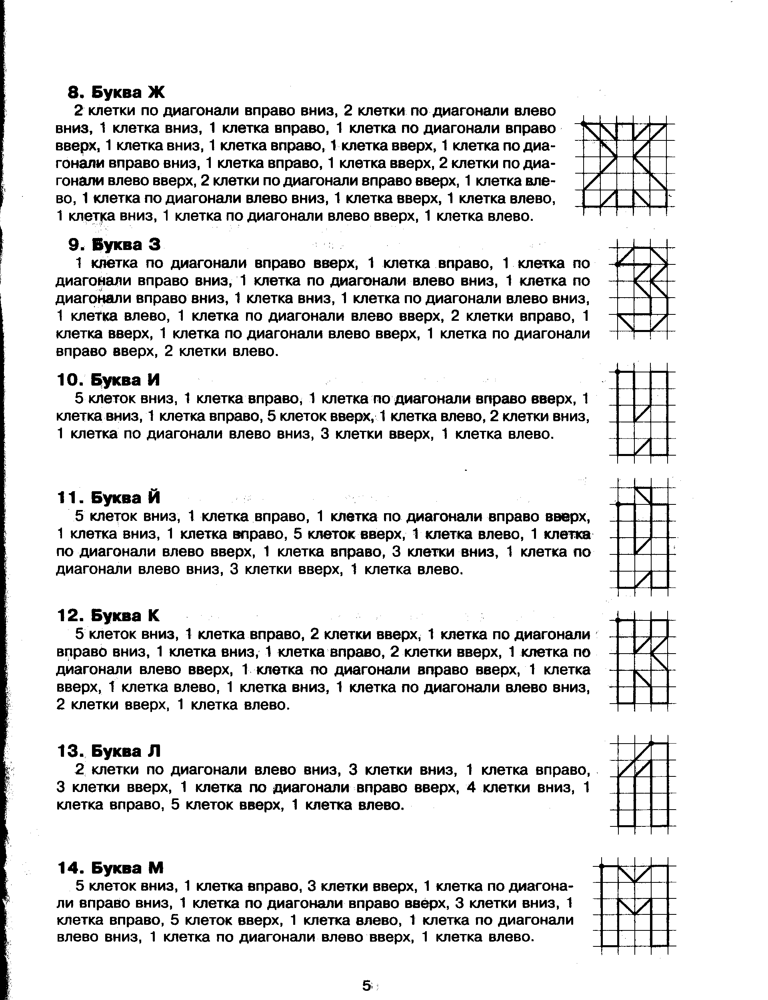 8. Буква Ж
2 клетки по диагонали вправо вниз, 2 клетки по диагонали влево
вниз, 1 клетка вниз, 1 клетка вправо, 1 клетка по диагонали вправо
вверх, 1 клетка вниз, 1 клетка вправо, 1 клетка вверх, 1 клетка по диа-
гонали вправо вниз, 1 клетка вправо, 1 клетка вверх, 2 клетки по диа-
гонали влево вверх, 2 клетки по диагонали вправо вверх, 1 клетка вле-
во, 1 клетка по диагонали влево вниз, 1 клетка вверх, 1 клетка влево,
1 клетка вниз, 1 клетка по диагонали влево вверх, 1 клетка влево.
9. Буква З
1 клетка по диагонали вправо вверх, 1 клетка вправо, 1 клетка по
диагонали вправо вниз, 1 клетка по диагонали влево вниз, 1 клетка по
диагонали вправо вниз, 1 клетка вниз, 1 клетка по диагонали влево вниз,
1 клетка влево, 1 клетка по диагонали влево вверх, 2 клетки вправо, 1
клетка вверх, 1 клетка по диагонали влево вверх, 1 клетка по диагонали
вправо вверх, 2 клетки влево.
10. Буква И
5 клеток вниз, 1 клетка вправо, 1 клетка по диагонали вправо вверх, 1
клетка вниз, 1 клетка вправо, 5 клеток вверх, 1 клетка влево, 2 клетки вниз,
1 клетка по диагонали влево вниз, 3 клетки вверх, 1 клетка влево.
11. Буква Й
5 клеток вниз, 1 клетка вправо, 1 клетка по диагонали вправо вверх,
1 клетка вниз, 1 клетка вправо, 5 клеток вверх, 1 клетка влево, 1 клетка
по диагонали влево вверх, 1 клетка вправо, 3 клетки вниз, 1 клетка по
диагонали влево вниз, 3 клетки вверх, 1 клетка влево.
12. Буква К
5 клеток вниз, 1 клетка вправо, 2 клетки вверх, 1 клетка по диагонали
вправо вниз, 1 клетка вниз, 1 клетка вправо, 2 клетки вверх, 1 клетка по
диагонали влево вверх, 1 клетка по диагонали вправо вверх, 1 клетка
вверх, 1 клетка влево, 1 клетка вниз, 1 клетка по диагонали влево вниз,
2 клетки вверх, 1 клетка влево.
13. Буква Л
2 клетки по диагонали влево вниз, 3 клетки вниз, 1 клетка вправо,
3 клетки вверх, 1 клетка по диагонали вправо вверх, 4 клетки вниз, 1
клетка вправо, 5 клеток вверх, 1 клетка влево.
14. Буква М
5 клеток вниз, 1 клетка вправо, 3 клетки вверх, 1 клетка по диагона-
ли вправо вниз, 1 клетка по диагонали вправо вверх, 3 клетки вниз, 1
клетка вправо, 5 клеток вверх, 1 клетка влево, 1 клетка по диагонали
влево вниз, 1 клетка по диагонали влево вверх, 1 клетка влево.
5